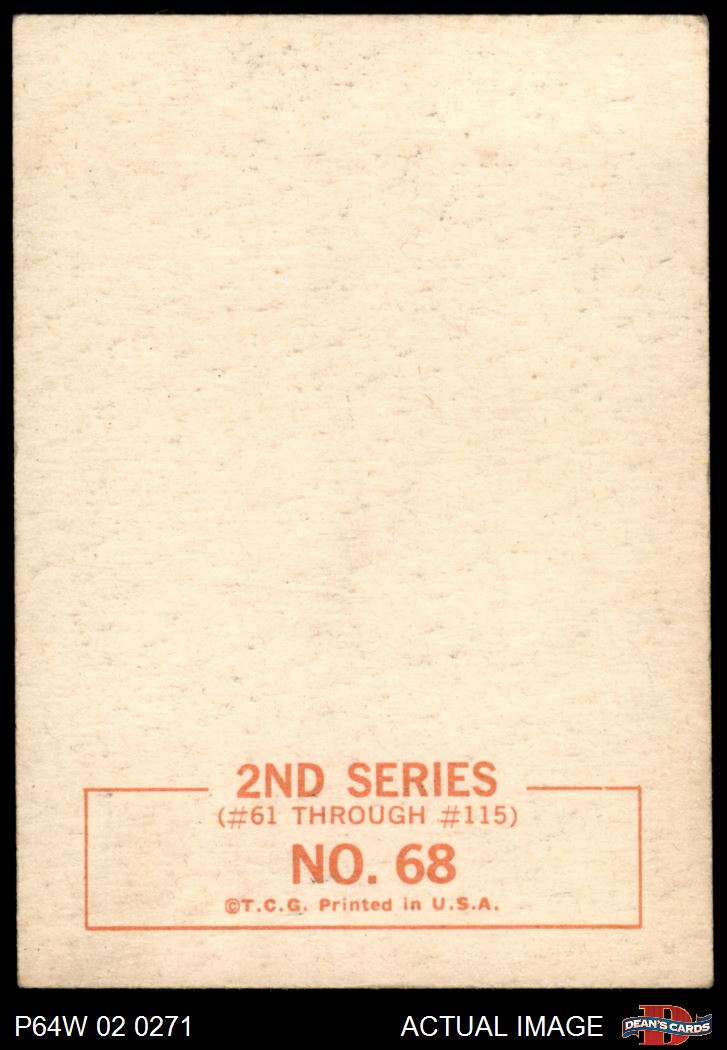 2ND SERIES
(#61 THROUGH #115)
NO. 68
©T.C.G. Printed in U.S.A.
P64W 02 0271
ACTUAL IMAGE
D
DEAN'S CARDS